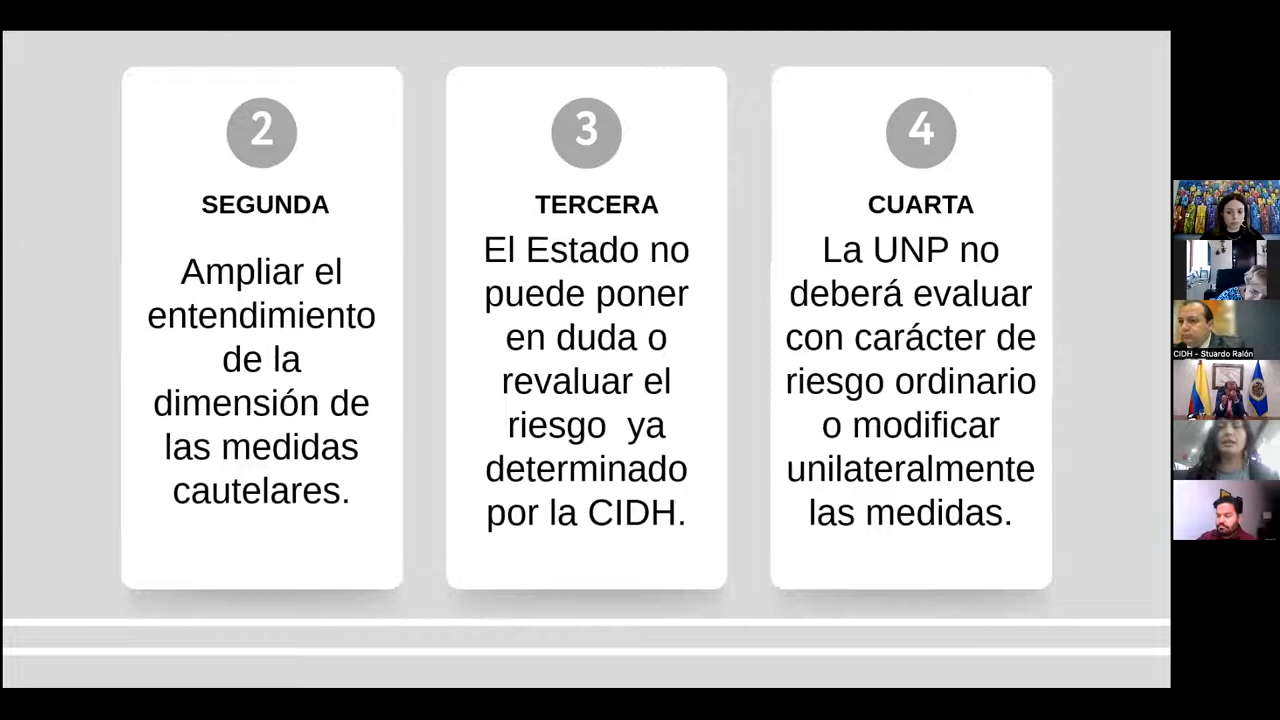 2
SEGUNDA
Ampliar el
entendimiento
de la
dimensión de
las medidas
cautelares.
3
TERCERA
El Estado no
puede poner
en duda o
revaluar el
riesgo  ya
determinado
por la CIDH.
4
CUARTA
La UNP no
deberá evaluar
con carácter de
riesgo ordinario
o modificar
unilateralmente
las medidas.
CIDH - Stuardo Ralón